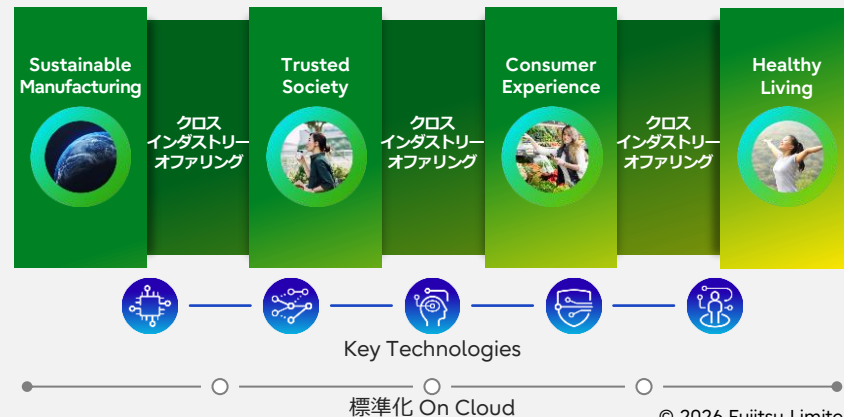 Sustainable
Manufacturing
クロス
インダストリー
オファリング
Trusted
Society
クロス
インダストリー
オファリング
Consumer
Experience
クロス
インダストリー
オファリング
Healthy
Living
Key Technologies
標準化 On Cloud
© 2026 Fujitsu Limite